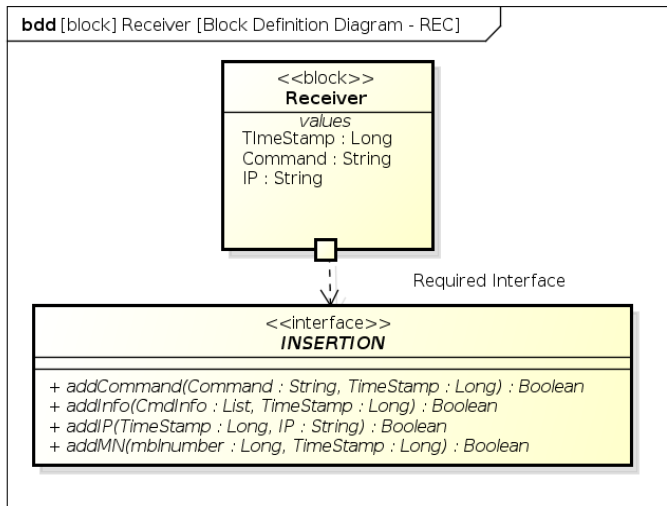 bdd [block] Receiver [Block Definition Diagram - REC]
<<block>>
Receiver
values
TImeStamp : Long
Command : String
IP : String
Required Interface
<<interface>>
INSERTION
+ addCommand(Command : String, TimeStamp : Long) : Boolean
+ addInfo(CmdInfo : List, TimeStamp : Long) : Boolean
+ addIP(TimeStamp : Long, IP : String) : Boolean
+ addMN(mblnumber : Long, TimeStamp : Long) : Boolean